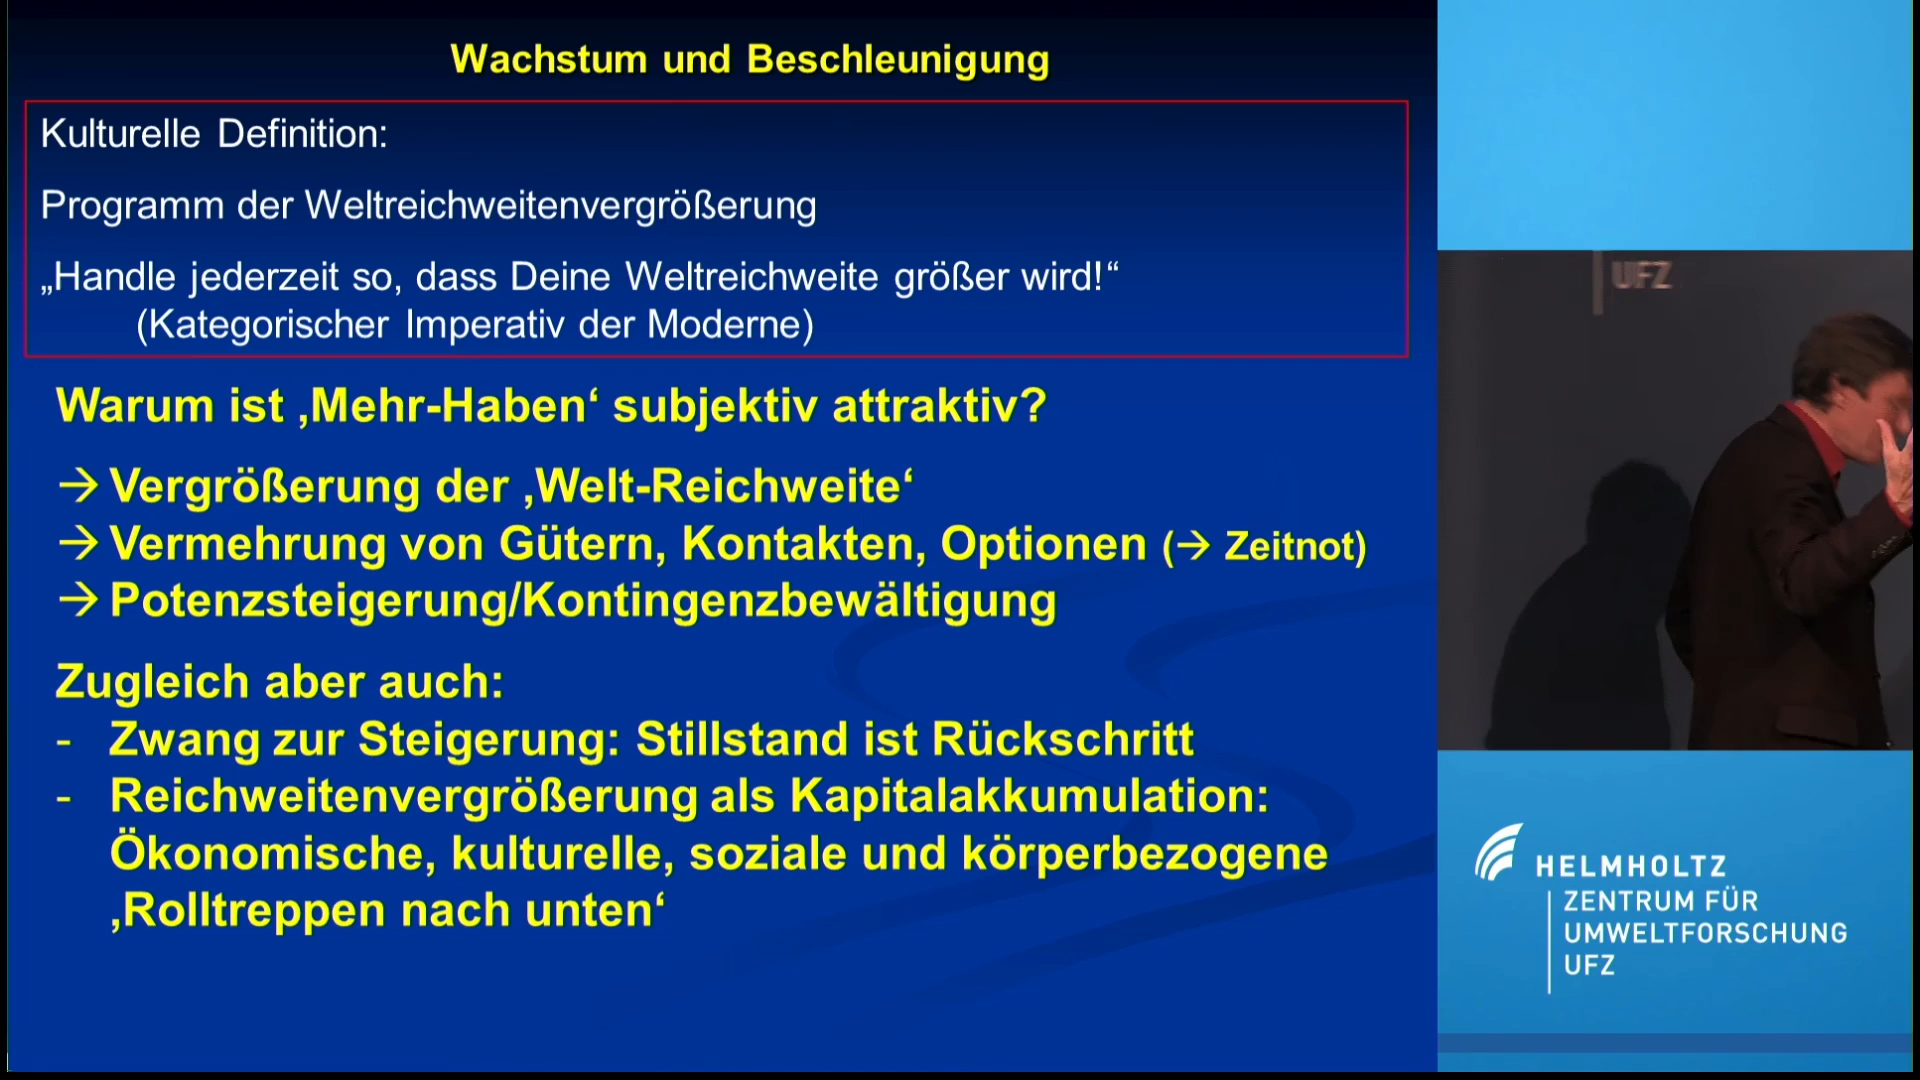 Wachstum und Beschleunigung
Kulturelle Definition:
Programm der Weltreichweitenvergrößerung
„Handle jederzeit so, dass Deine Weltreichweite größer wird!“
(Kategorischer Imperativ der Moderne)
Warum ist ‚Mehr-Haben‘ subjektiv attraktiv?
→ Vergrößerung der ‚Welt-Reichweite‘
→ Vermehrung von Gütern, Kontakten, Optionen (→ Zeitnot)
→ Potenzsteigerung/Kontingenzbewältigung
Zugleich aber auch:
- Zwang zur Steigerung: Stillstand ist Rückschritt
- Reichweitenvergrößerung als Kapitalakkumulation:
Ökonomische, kulturelle, soziale und körperbezogene
‚Rolltreppen nach unten‘
UFZ
HELMHOLTZ
ZENTRUM FÜR
UMWELTFORSCHUNG
UFZ